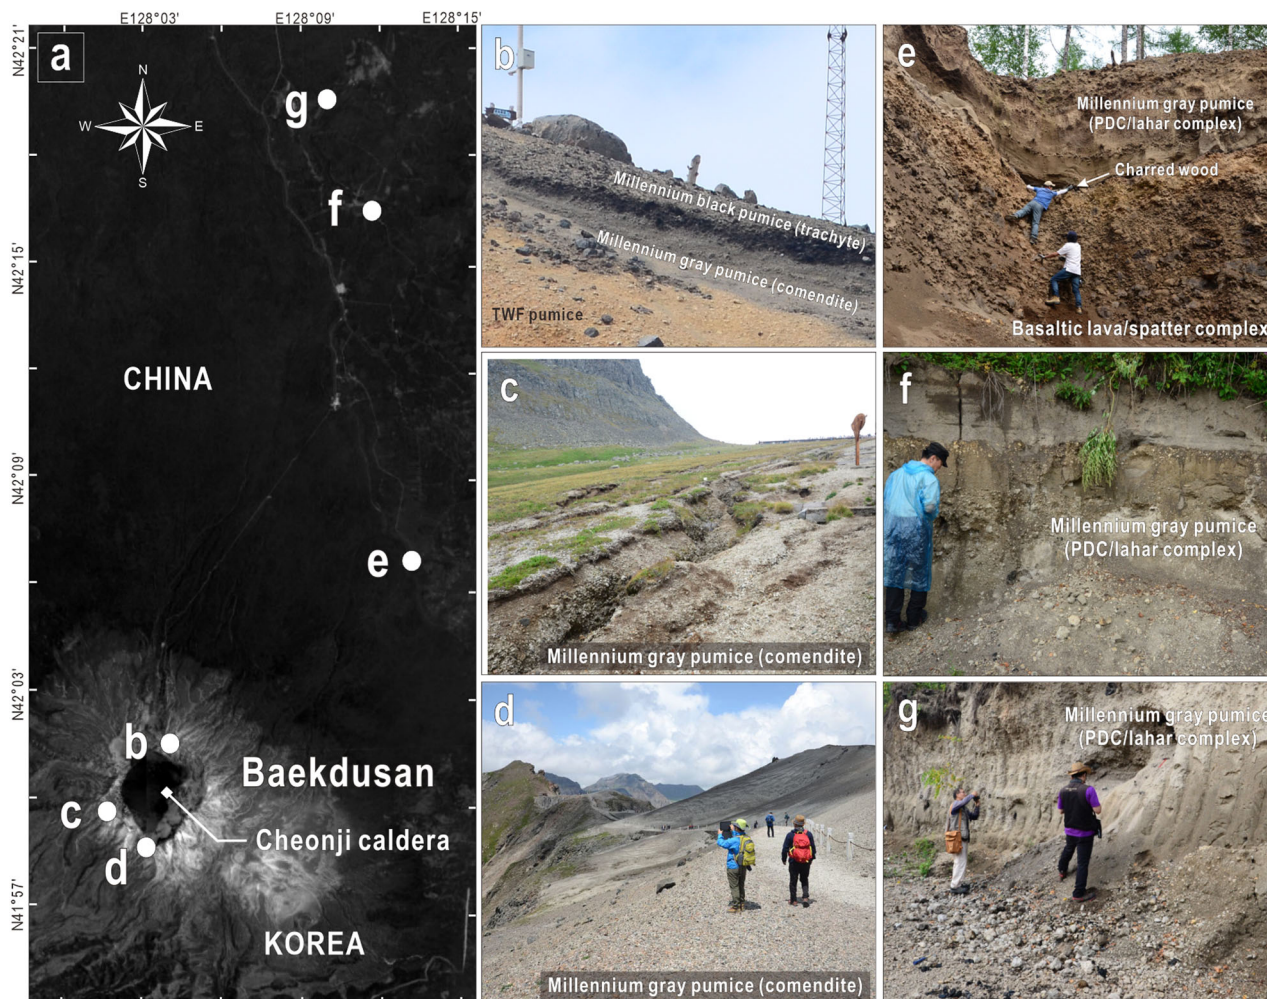 E128°03'
E128°09'
E128°15'
N42°21'
N42°15'
N42°09'
N42°03'
N41°57'
a
N
W
E
S
g
f
CHINA
e
b
Baekdusan
c
Cheonji caldera
d
KOREA
b
Millennium black pumice (trachyte)
Millennium gray pumice (comendite)
TWF pumice
c
Millennium gray pumice (comendite)
d
Millennium gray pumice (comendite)
e
Millennium gray pumice
(PDC/lahar complex)
Charred wood
Basaltic lava/spatter complex
f
Millennium gray pumice
(PDC/lahar complex)
g
Millennium gray pumice
(PDC/lahar complex)